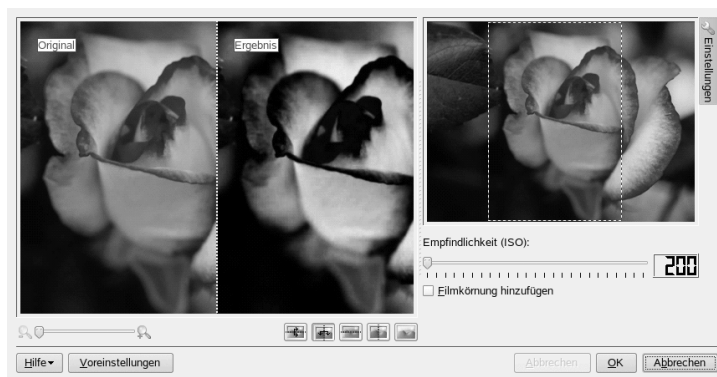 Original
Ergebnis
Einstellungen
Empfindlichkeit (ISO):
200
Filmkörnung hinzufügen
Hilfe
Voreinstellungen
Abbrechen
OK
Abbrechen